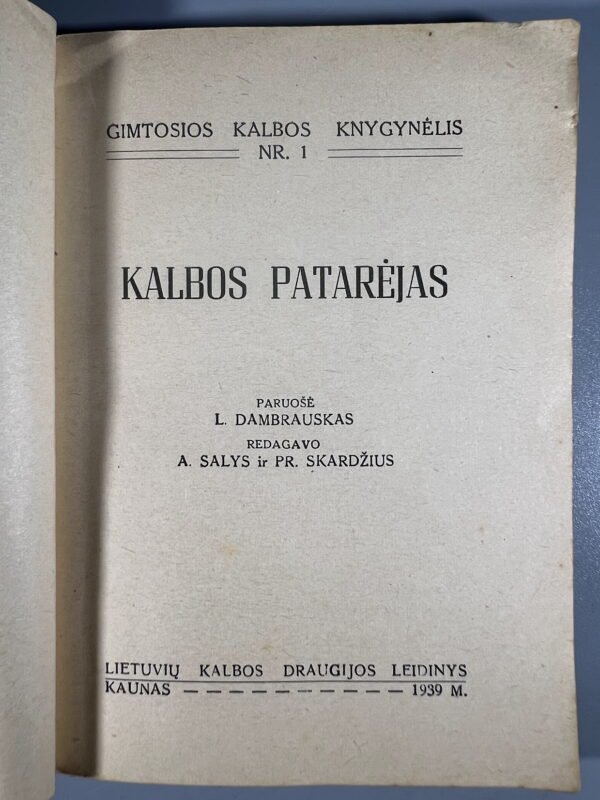 GIMTOSIOS KALBOS KNYGYNĖLIS
NR. 1
KALBOS PATARĖJAS
PARUOŠĖ
L. DAMBRAUSKAS
REDAGAVO
A. SALYS ir PR. SKARDŽIUS
LIETUVIŲ KALBOS DRAUGIJOS LEIDINYS
KAUNAS — — — — — — — — — — 1939 M.